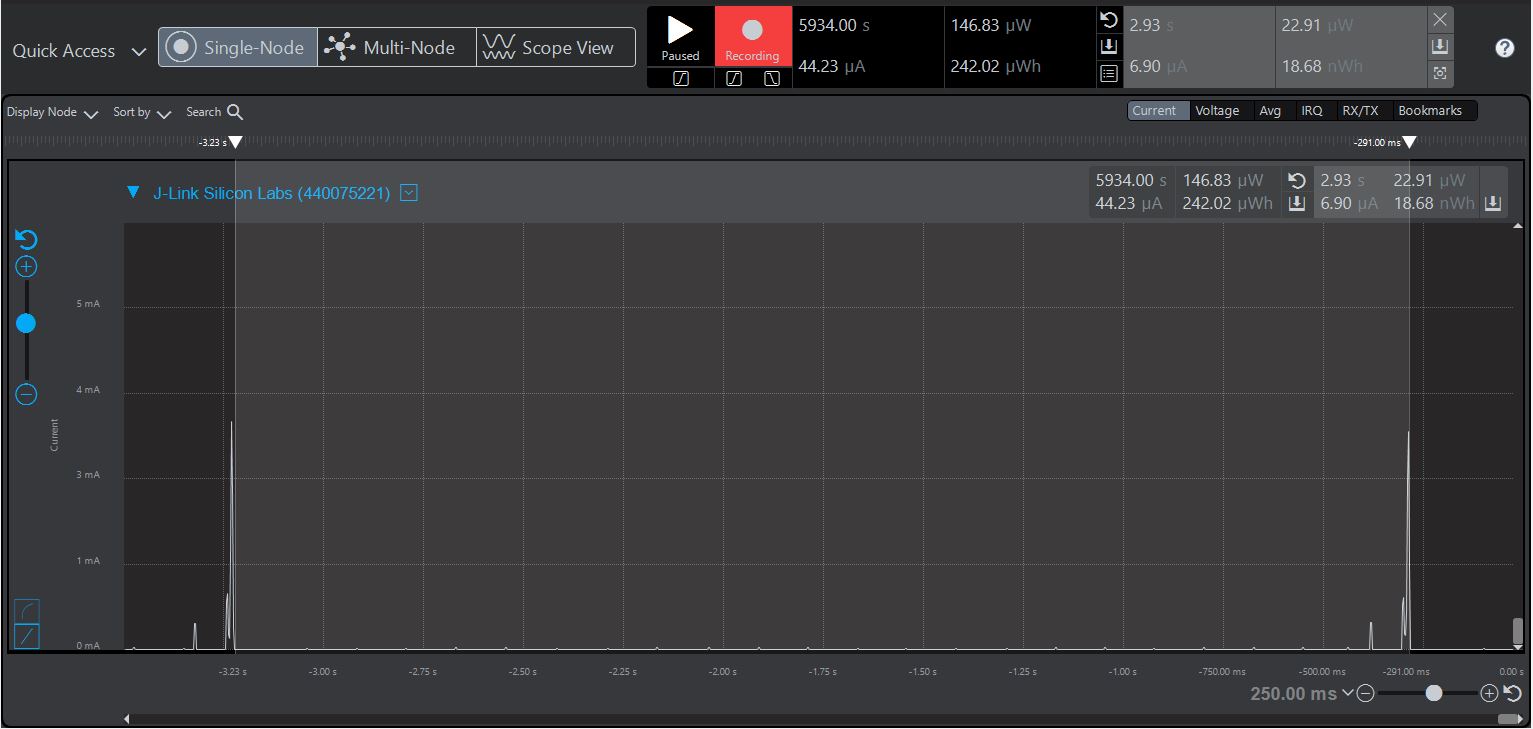 Quick Access
Single-Node
Multi-Node
Scope View
Paused
Recording
5934.00 s
44.23 µA
146.83 µW
242.02 µWh
2.93 s
6.90 µA
22.91 µW
18.68 nWh
?
Display Node
Sort by
Search
Current
Voltage
Avg
IRQ
RX/TX
Bookmarks
-3.23 s
-291.00 ms
J-Link Silicon Labs (440075221)
5934.00 s
44.23 µA
146.83 µW
242.02 µWh
2.93 s
6.90 µA
22.91 µW
18.68 nWh
Current
5 mA
4 mA
3 mA
1 mA
0 mA
-3.23 s
-3.00 s
-2.75 s
-2.50 s
-2.25 s
-2.00 s
-1.75 s
-1.50 s
-1.25 s
-1.00 s
-750.00 ms
-500.00 ms
-291.00 ms
0.00 s
250.00 ms